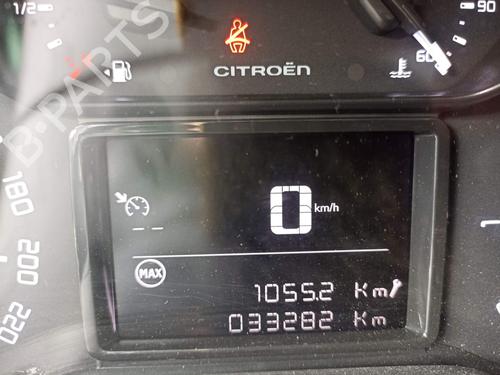 1/2
90
60
CITROËN
B-PARTS
0 km/h
180
-- --
MAX
200
1055.2 Km
220
033282 Km